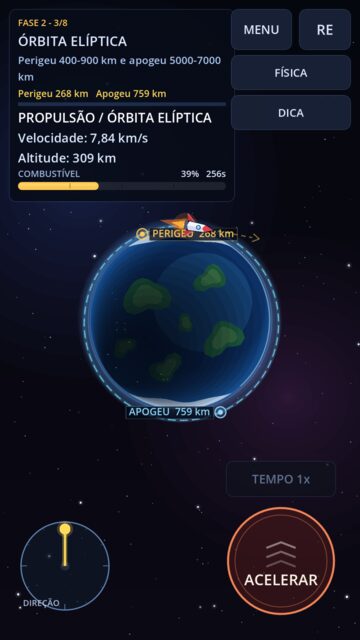 FASE 2 - 3/8
ÓRBITA ELÍPTICA
Perigeu 400-900 km e apogeu 5000-7000
km
Perigeu 268 km Apogeu 759 km
PROPULSÃO / ÓRBITA ELÍPTICA
Velocidade: 7,84 km/s
Altitude: 309 km
COMBUSTÍVEL 39% 256s
MENU
RE
FÍSICA
DICA
PERIGEU 268 km
APOGEU 759 km
TEMPO 1x
ACELERAR
DIREÇÃO